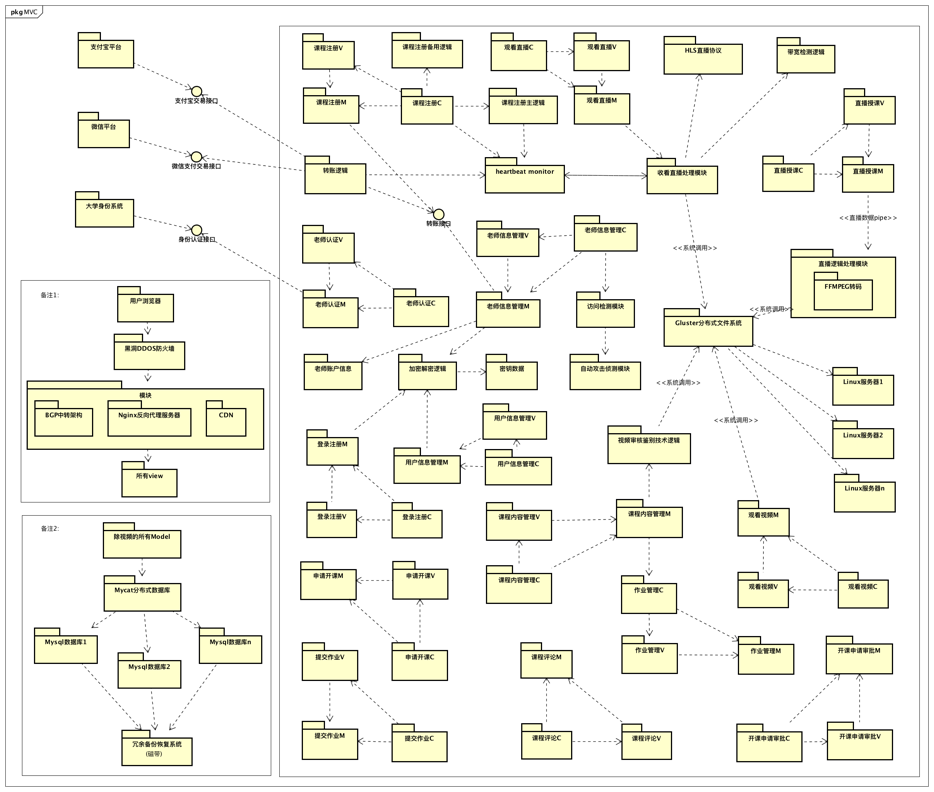 pkg MVC
支付宝平台
支付宝交易接口
微信平台
微信支付交易接口
大学身份系统
身份认证接口
课程注册V
课程注册备用逻辑
观看直播C
观看直播V
HLS直播协议
带宽检测逻辑
课程注册M
课程注册C
课程注册主逻辑
观看直播M
直播授课V
转账逻辑
heartbeat monitor
收看直播处理模块
直播授课C
直播授课M
转账接口
<<直播数据pipe>>
老师认证V
老师信息管理V
老师信息管理C
<<系统调用>>
直播逻辑处理模块
FFMPEG转码
老师认证M
老师认证C
老师信息管理M
访问检测模块
<<系统调用>>
Gluster分布式文件系统
老师账户信息
加密解密逻辑
密钥数据
自动攻击侦测模块
<<系统调用>>
Linux服务器1
<<系统调用>>
用户信息管理V
Linux服务器2
登录注册M
用户信息管理M
用户信息管理C
视频审核鉴别技术逻辑
Linux服务器n
登录注册V
登录注册C
课程内容管理V
课程内容管理M
观看视频M
申请开课M
申请开课V
课程内容管理C
作业管理C
观看视频V
观看视频C
提交作业V
申请开课C
课程评论M
作业管理V
作业管理M
开课申请审批M
提交作业M
提交作业C
课程评论C
课程评论V
开课申请审批C
开课申请审批V
备注1:
用户浏览器
黑洞DDOS防火墙
模块
BGP中转架构
Nginx反向代理服务器
CDN
所有view
备注2:
除视频的所有Model
Mycat分布式数据库
Mysql数据库1
Mysql数据库2
Mysql数据库n
冗余备份恢复系统
(磁带)